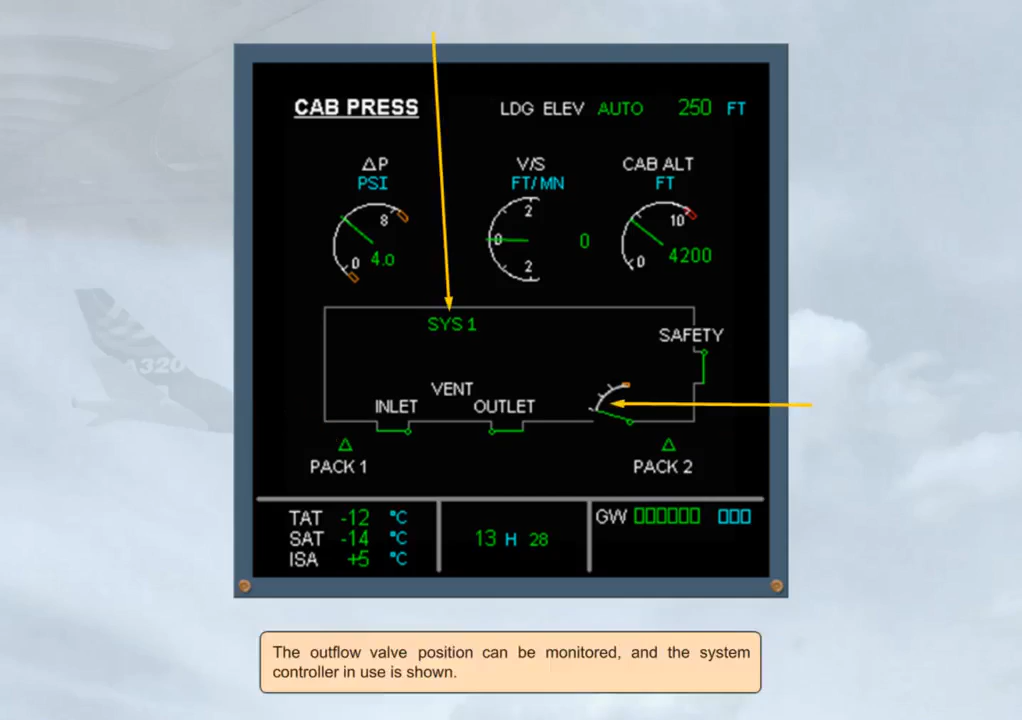 CAB PRESS LDG ELEV AUTO 250 FT
ΔP V/S CAB ALT
PSI FT/MN FT
8 2 10
0 4.0 0 0 0 4200
2
SYS 1
SAFETY
VENT
INLET OUTLET
A320
PACK 1 PACK 2
TAT -12 °C 13 H 28 GW
SAT -14 °C
ISA +5 °C
The outflow valve position can be monitored, and the system
controller in use is shown.